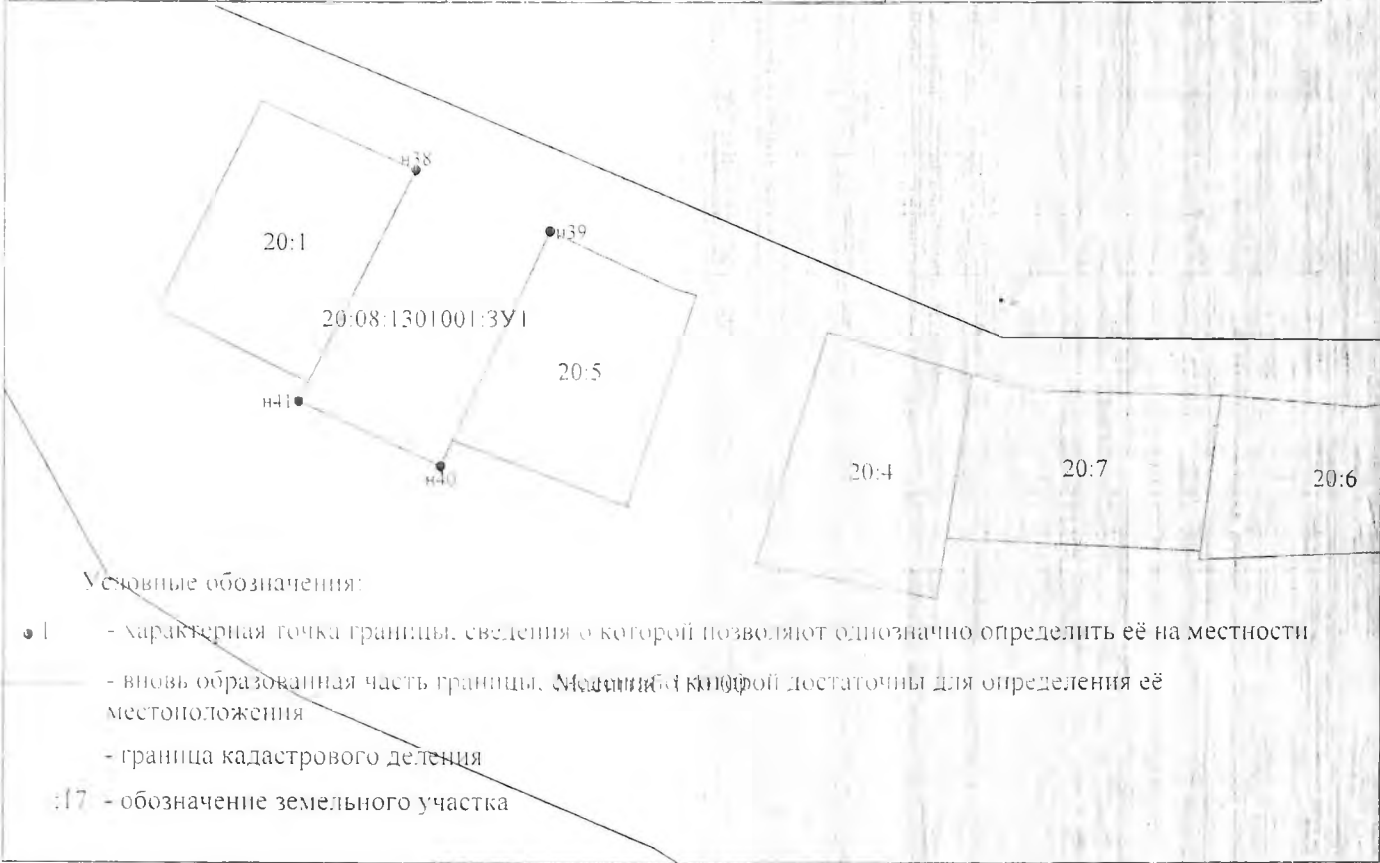 н38
н39
20:1
20:08:1301001:ЗУ1
20:5
н41
н40
20:4
20:7
20:6
Условные обозначения:
1 - характерная точка границы, сведения о которой позволяют однозначно определить её на местности
- вновь образованная часть границы, достаточны для определения её
местоположения
- граница кадастрового деления
:17 - обозначение земельного участка